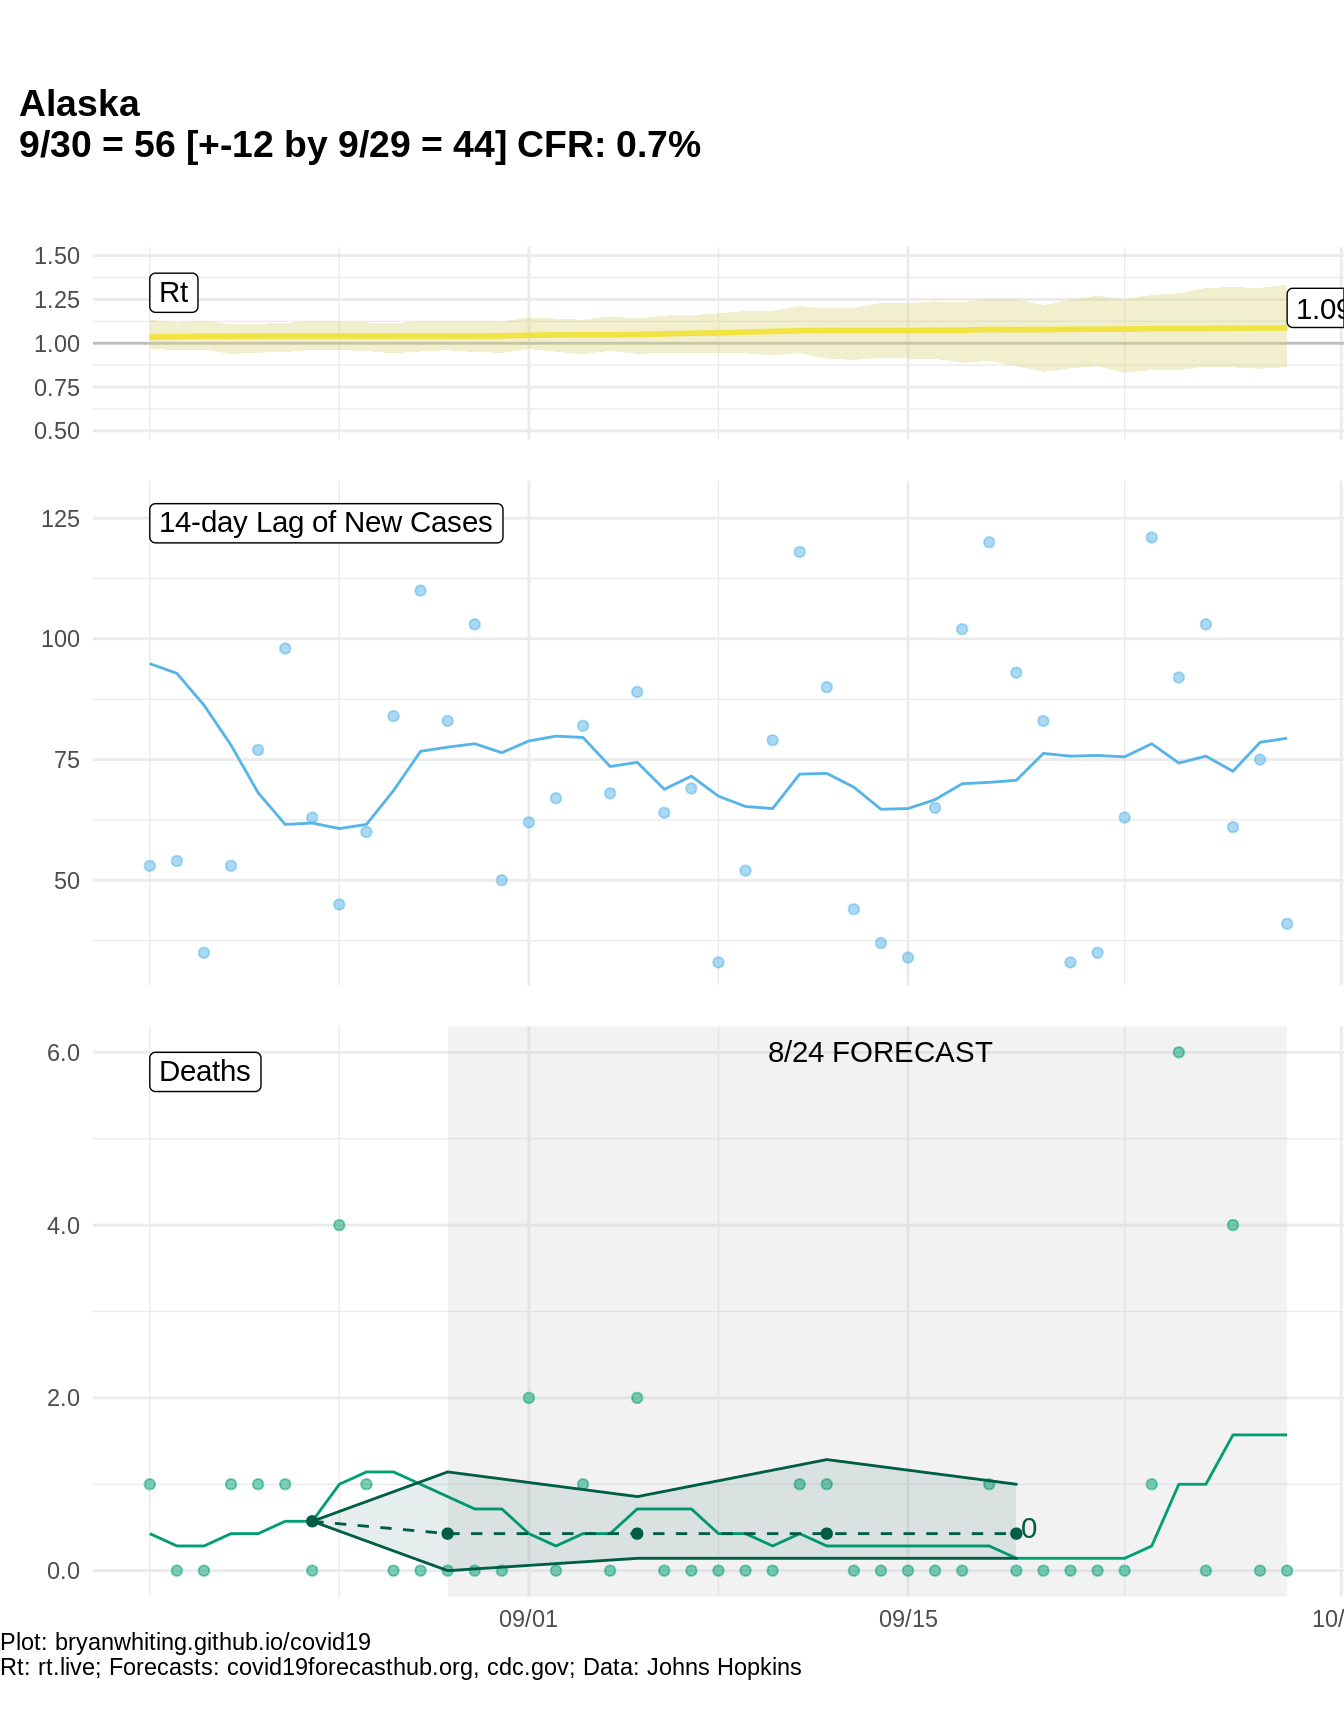 Alaska
9/30 = 56 [+-12 by 9/29 = 44] CFR: 0.7%
1.50
Rt
1.25
1.09
1.00
0.75
0.50
14-day Lag of New Cases
125
100
75
50
8/24 FORECAST
6.0
Deaths
4.0
2.0
0
0.0
09/01 09/15 10/
Plot: bryanwhiting.github.io/covid19
Rt: rt.live; Forecasts: covid19forecasthub.org, cdc.gov; Data: Johns Hopkins